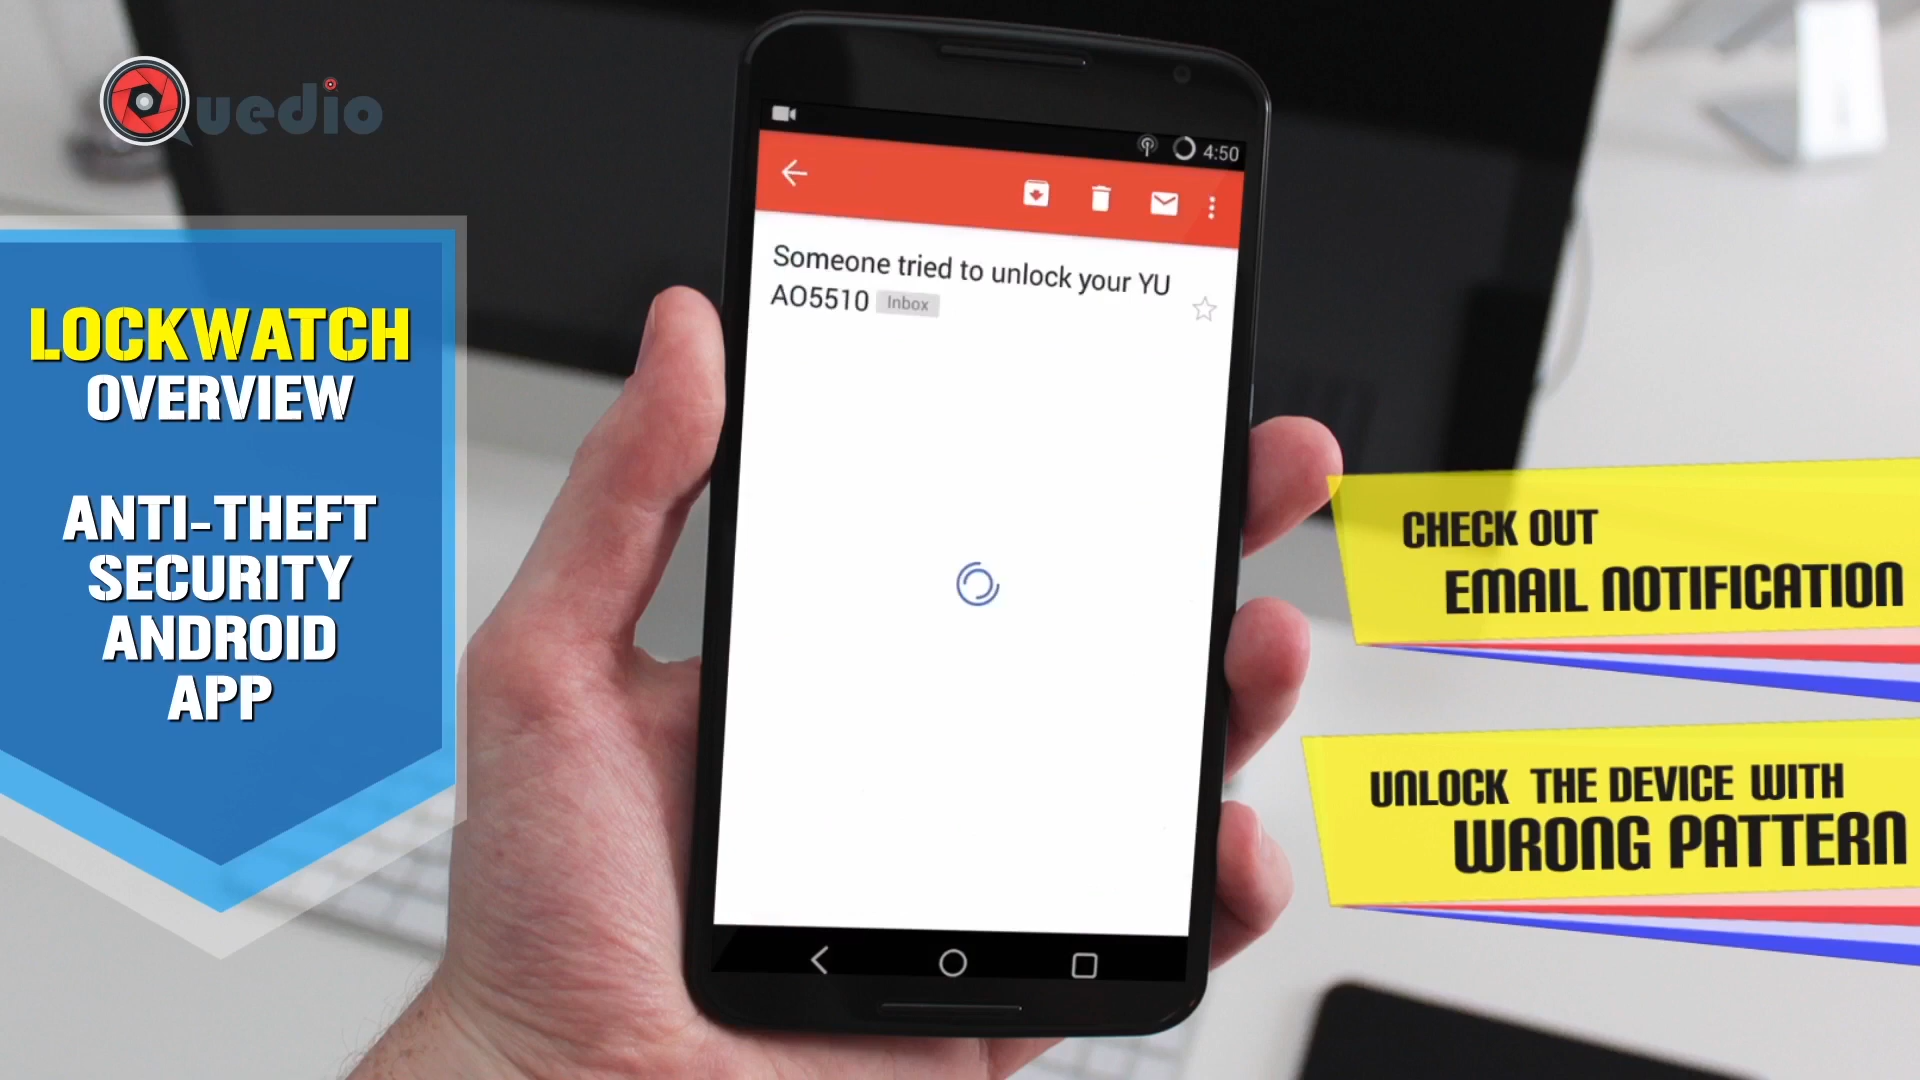 Quedio
LOCKWATCH
OVERVIEW
ANTI-THEFT
SECURITY
ANDROID
APP
4:50
Someone tried to unlock your YU
AO5510 Inbox
CHECK OUT
EMAIL NOTIFICATION
UNLOCK THE DEVICE WITH
WRONG PATTERN